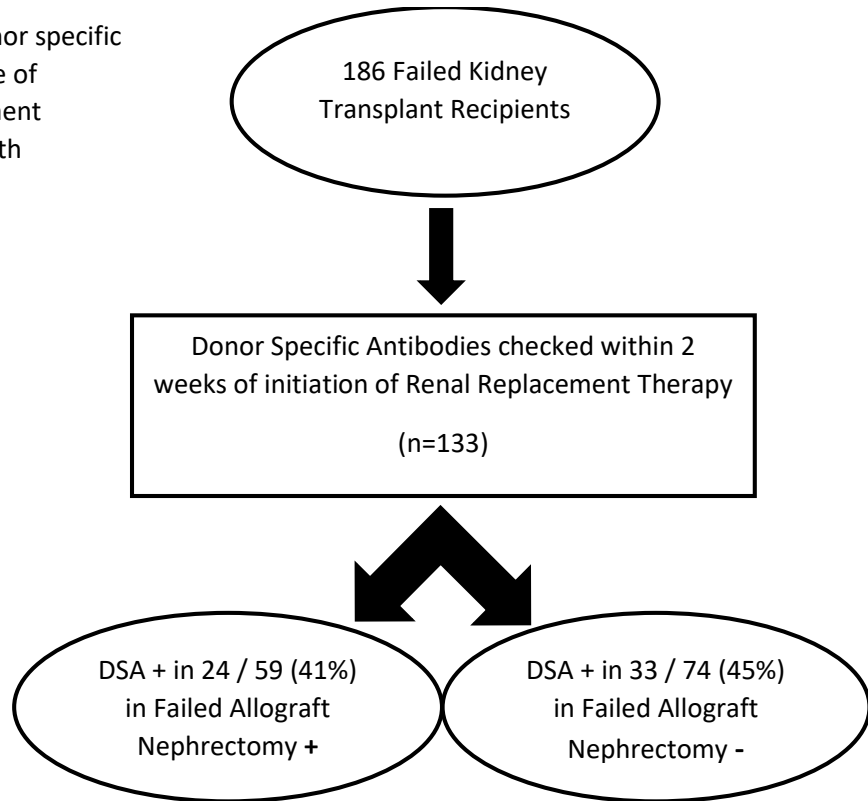 nor specific
e of
ment
th
186 Failed Kidney
Transplant Recipients
Donor Specific Antibodies checked within 2
weeks of initiation of Renal Replacement Therapy
(n=133)
DSA + in 24 / 59 (41%)
in Failed Allograft
Nephrectomy +
DSA + in 33 / 74 (45%)
in Failed Allograft
Nephrectomy -